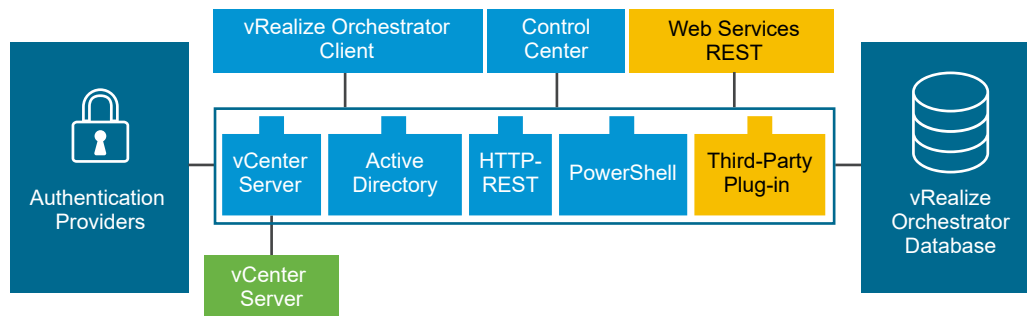 vRealize Orchestrator
Client
Control
Center
Web Services
REST
Authentication
Providers
vCenter
Server
Active
Directory
HTTP-
REST
PowerShell
Third-Party
Plug-in
vRealize
Orchestrator
Database
vCenter
Server